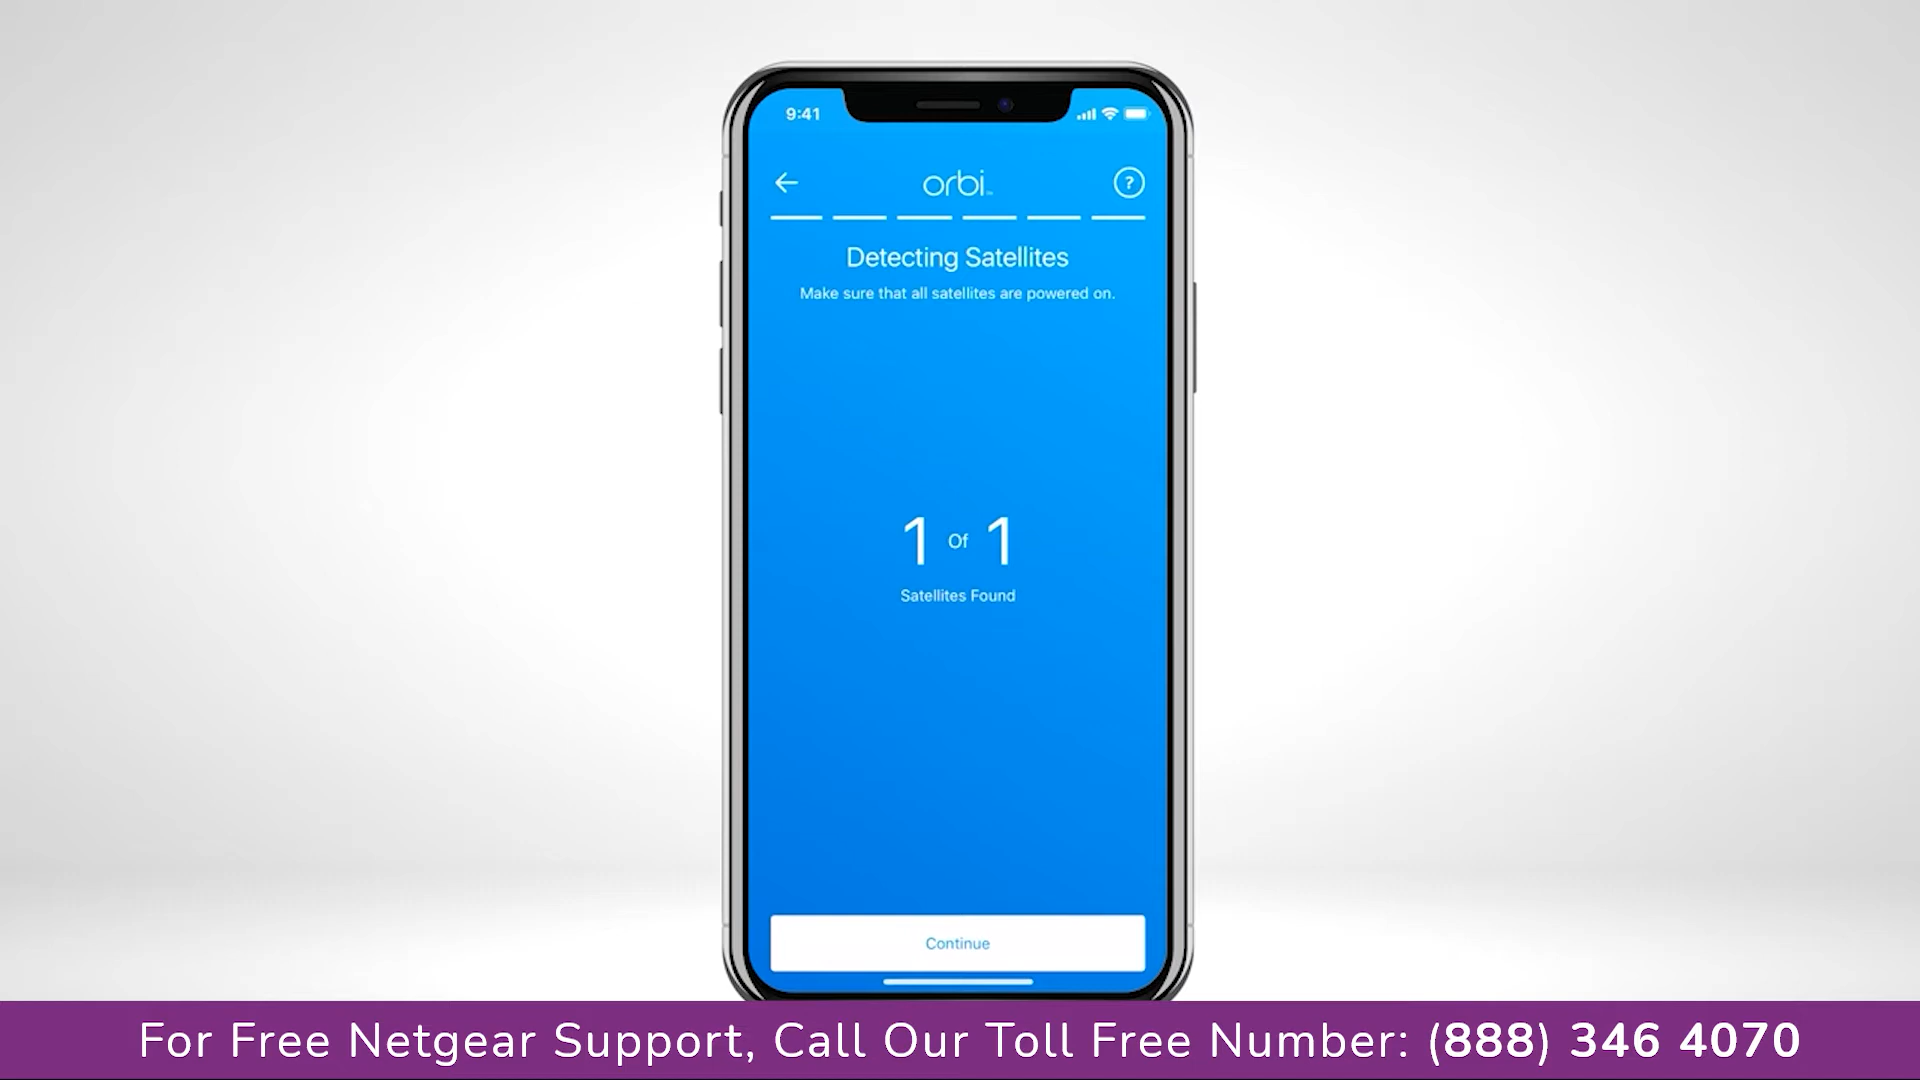 9:41
orbi
?
Detecting Satellites
Make sure that all satellites are powered on.
1 Of 1
Satellites Found
Continue
For Free Netgear Support, Call Our Toll Free Number: (888) 346 4070